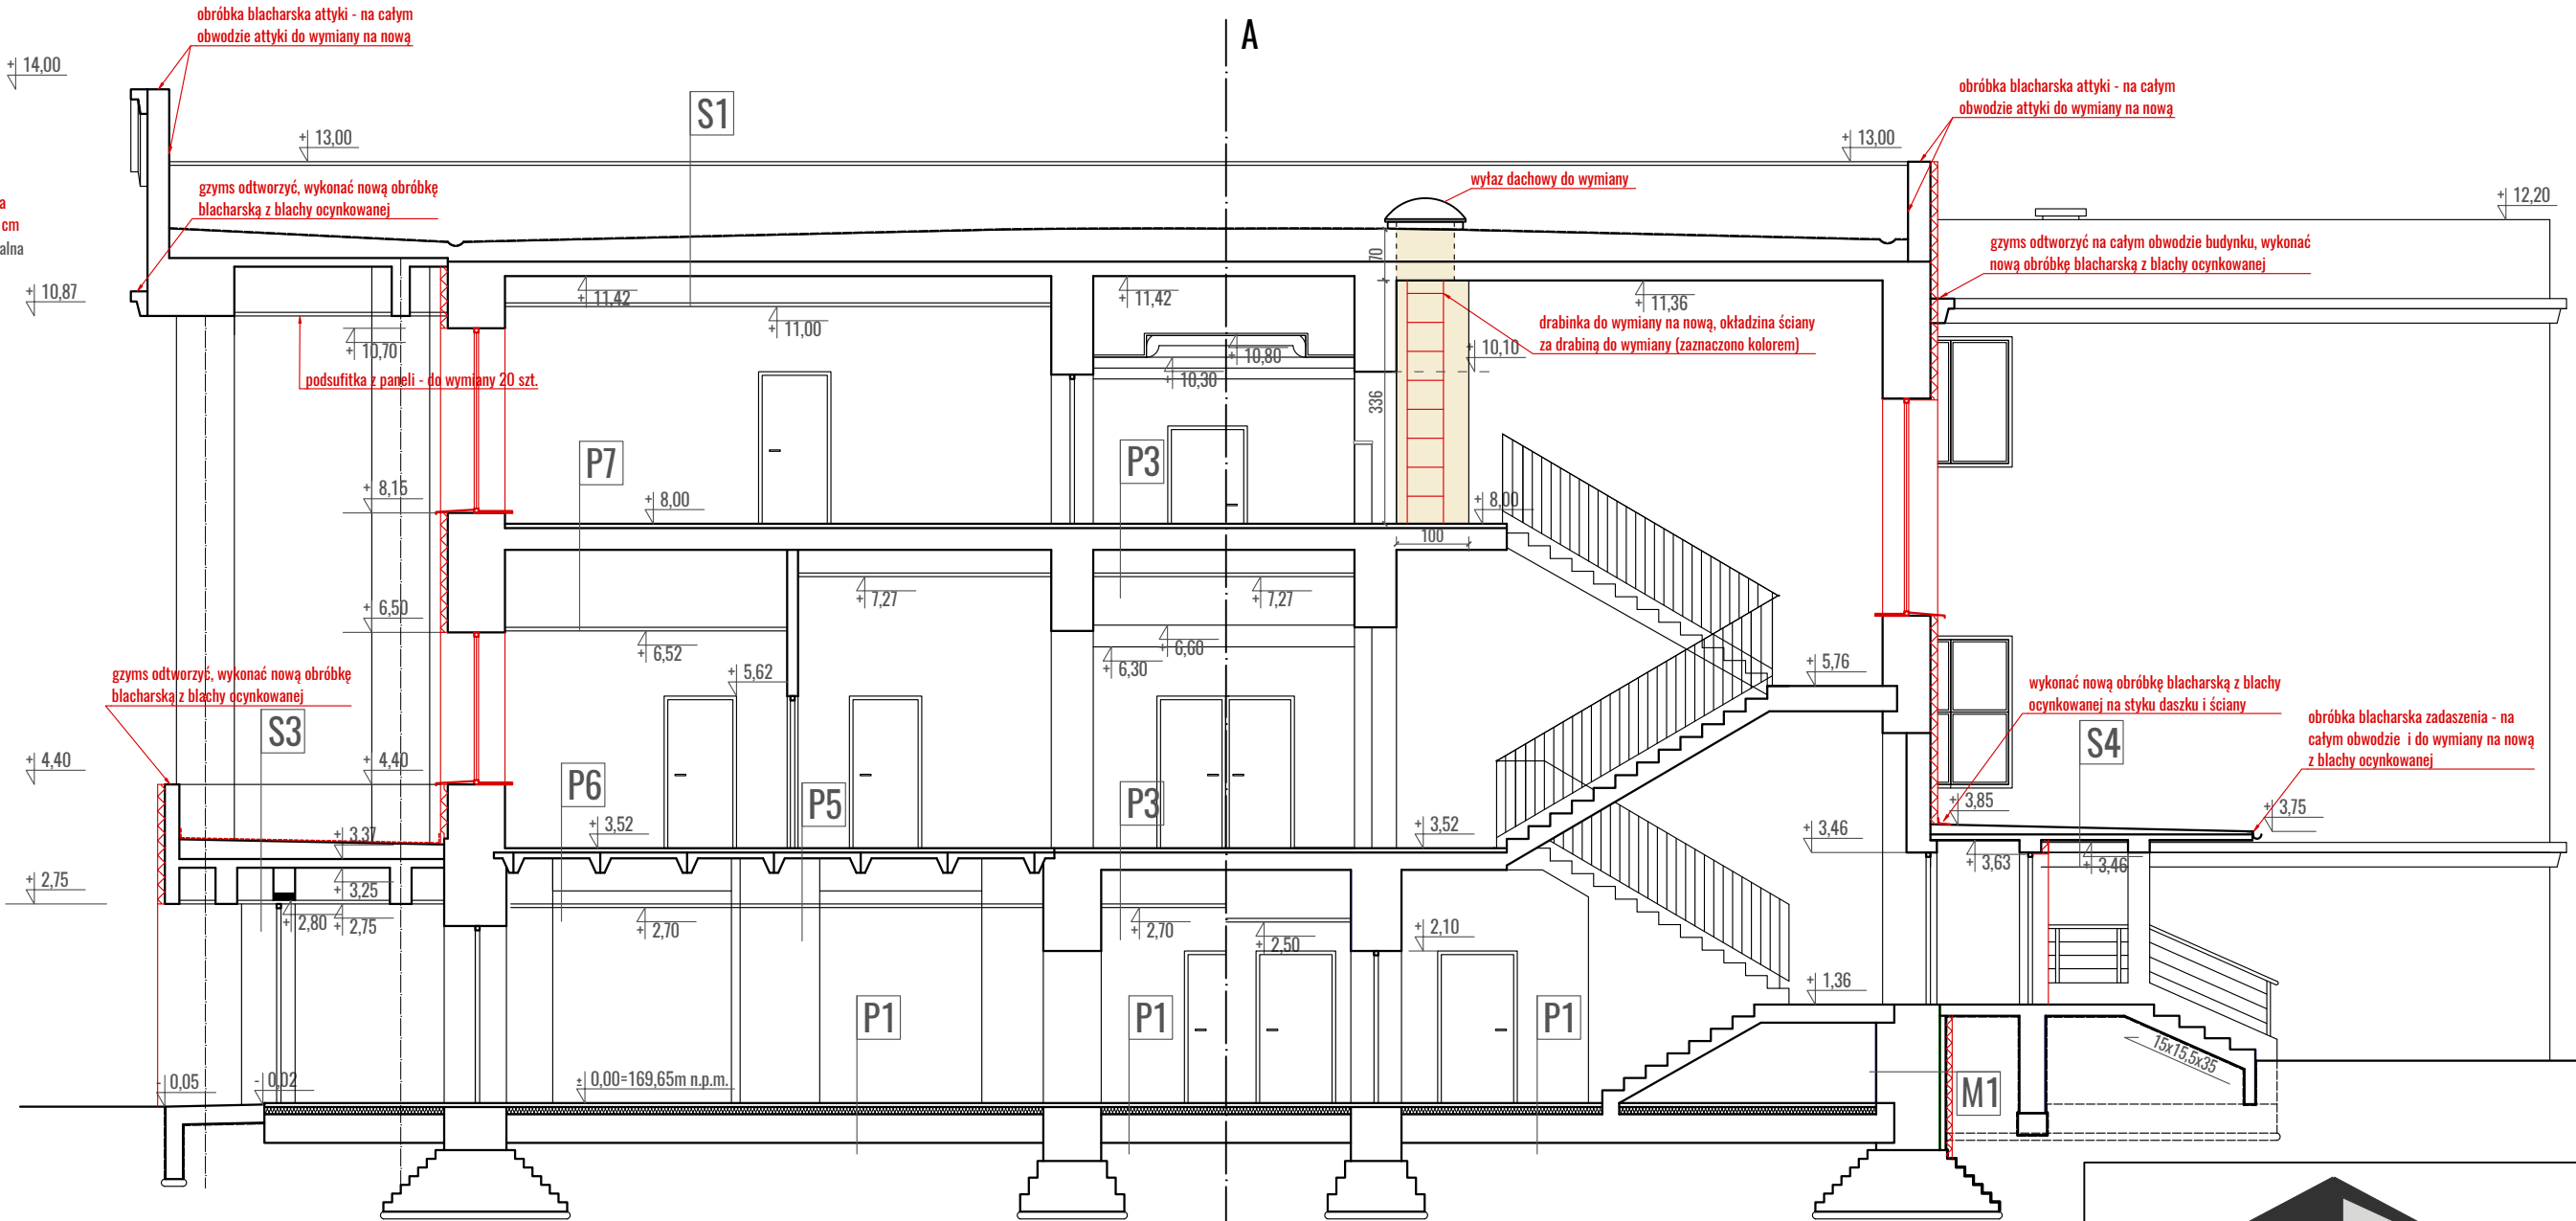 obróbka blacharska attyki - na całym
obwodzie attyki do wymiany na nową
A
+ 14,00
S1
obróbka blacharska attyki - na całym
obwodzie attyki do wymiany na nową
+ 13,00
+ 13,00
wyłaz dachowy do wymiany
gzyms odtworzyć, wykonać nową obróbkę
blacharską z blachy ocynkowanej
a
cm
alna
+ 12,20
gzyms odtworzyć na całym obwodzie budynku, wykonać
nową obróbkę blacharską z blachy ocynkowanej
70
+ 10,87
+ 11,42
+ 11,42
+ 11,36
+ 11,00
drabinka do wymiany na nową, okładzina ściany
za drabiną do wymiany (zaznaczono kolorem)
+ 10,70
+ 10,80
+ 10,10
+ 10,30
podsufitka z paneli - do wymiany 20 szt.
336
P7
P3
+ 8,15
+ 8,00
+ 8,00
100
+ 7,27
+ 7,27
+ 6,50
+ 6,52
+ 6,60
+ 6,30
+ 5,62
+ 5,76
gzyms odtworzyć, wykonać nową obróbkę
blacharską z blachy ocynkowanej
wykonać nową obróbkę blacharską z blachy
ocynkowanej na styku daszku i ściany
obróbka blacharska zadaszenia - na
całym obwodzie i do wymiany na nową
z blachy ocynkowanej
S3
S4
+ 4,40
+ 4,40
P6
P5
P3
+ 3,85
+ 3,75
+ 3,37
+ 3,52
+ 3,52
+ 3,46
+ 3,63
+ 3,46
+ 2,75
+ 3,25
+ 2,80
+ 2,75
+ 2,70
+ 2,70
+ 2,50
+ 2,10
+ 1,36
P1
P1
P1
15x15,5x35
- 0,05
- 0,02
± 0,00=169,65m n.p.m.
M1